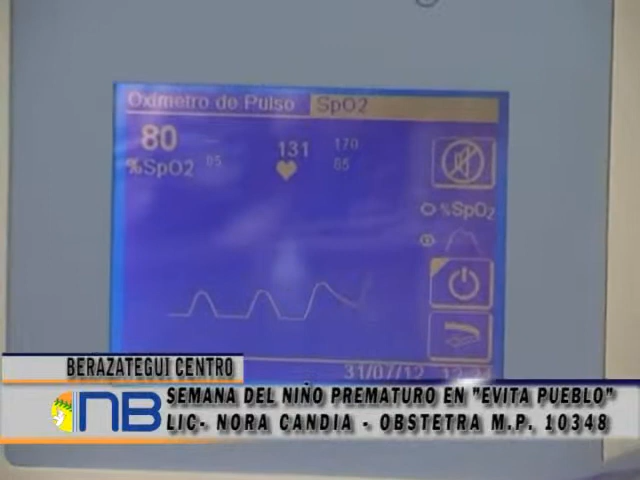 Oxímetro de Pulso SpO2
80
%SpO2 85
131 170
85
%SpO2
31/07/12
BERAZATEGUI CENTRO
NB
SEMANA DEL NIÑO PREMATURO EN "EVITA PUEBLO"
LIC- NORA CANDIA - OBSTETRA M.P. 10348